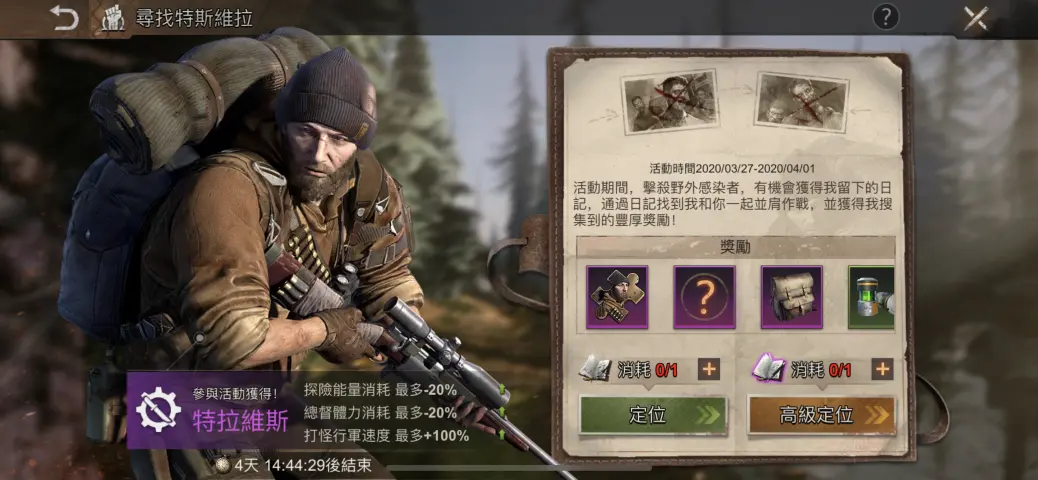 尋找特斯維拉
?
活動時間2020/03/27-2020/04/01
活動期間，擊殺野外感染者，有機會獲得我留下的日
記，通過日記找到我和你一起並肩作戰，並獲得我搜
集到的豐厚獎勵！
獎勵
?
消耗 0/1
消耗 0/1
定位
高級定位
參與活動獲得！
特拉維斯
探險能量消耗 最多-20%
總督體力消耗 最多-20%
打怪行軍速度 最多+100%
4天 14:44:29後結束